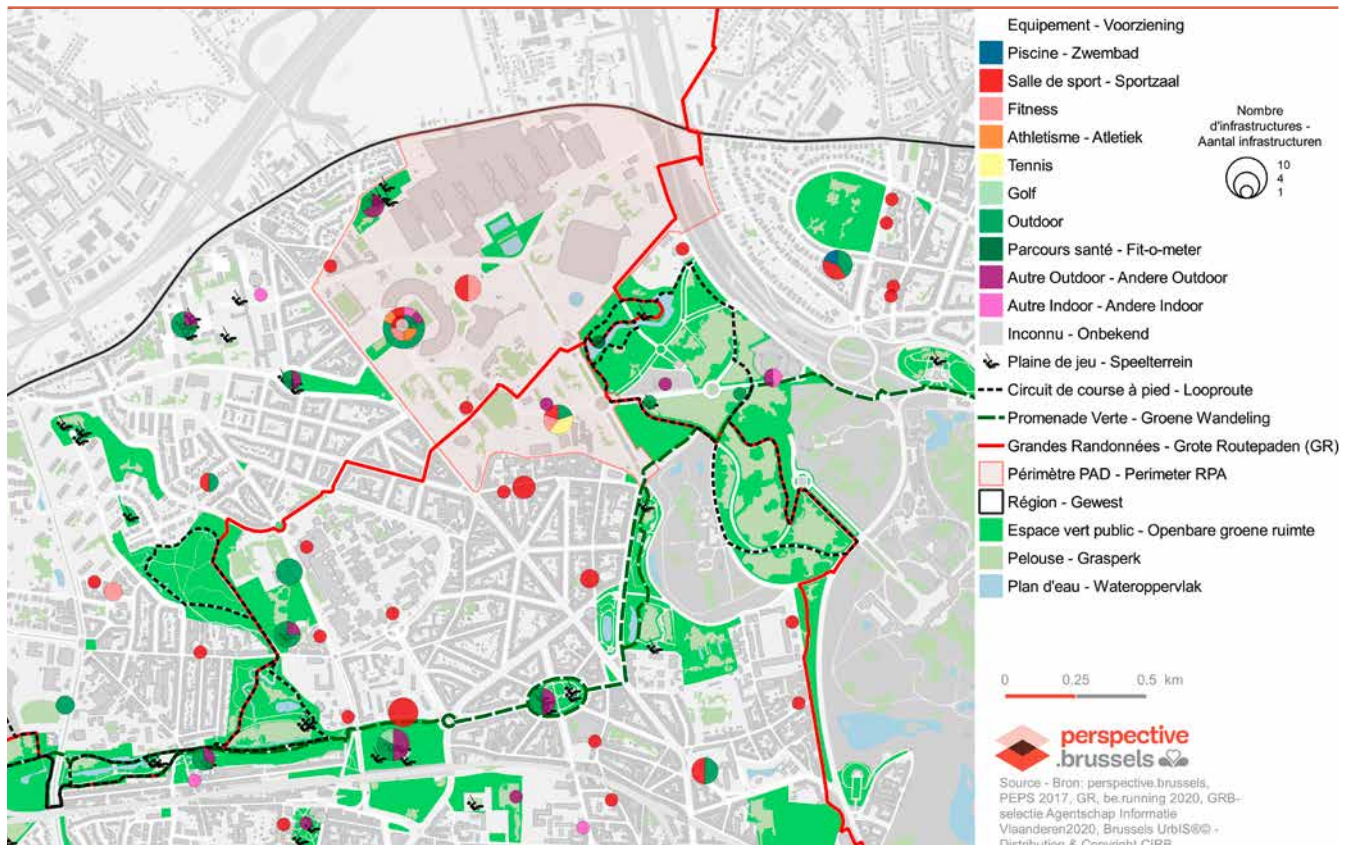 Equipement - Voorziening
Piscine - Zwembad
Salle de sport - Sportzaal
Fitness
Athletisme - Atletiek
Tennis
Golf
Outdoor
Parcours santé - Fit-o-meter
Autre Outdoor - Andere Outdoor
Autre Indoor - Andere Indoor
Inconnu - Onbekend
Plaine de jeu - Speelterrein
Circuit de course à pied - Looproute
Promenade Verte - Groene Wandeling
Grandes Randonnées - Grote Routepaden (GR)
Périmètre PAD - Perimeter RPA
Région - Gewest
Espace vert public - Openbare groene ruimte
Pelouse - Grasperk
Plan d'eau - Wateroppervlak
Nombre
d'infrastructures -
Aantal infrastructuren
10
4
1
0 0,25 0,5 km
perspective
.brussels
Source - Bron: perspective.brussels,
PEPS 2017, GR, be.running 2020, GRB-
selectie Agentschap Informatie
Vlaanderen2020, Brussels UrbIS®© -
Distribution & Copyright CIRB